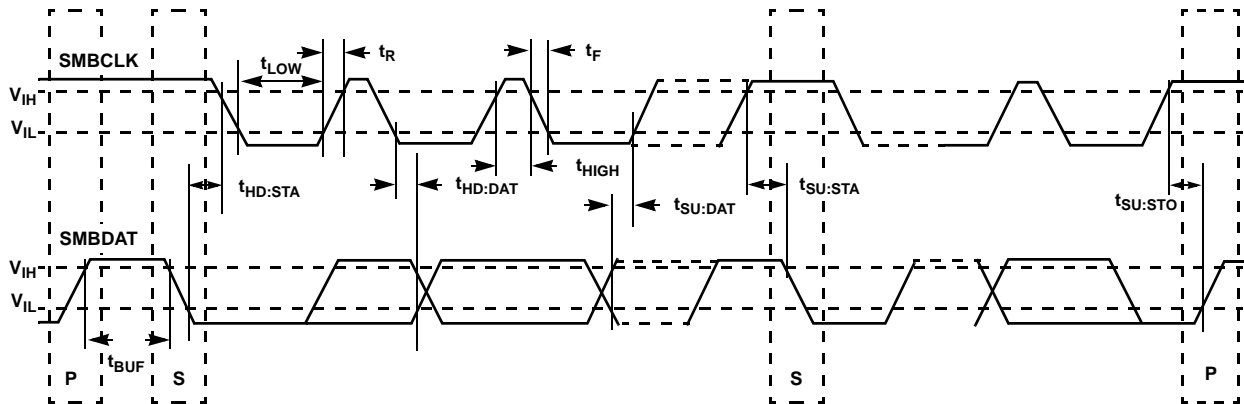 SMBCLK
tLOW
tR
tF
VIH
VIL
tHD:STA
tHD:DAT
tHIGH
tSU:DAT
tSU:STA
tSU:STO
SMBDAT
VIH
VIL
tBUF
P
S
S
P